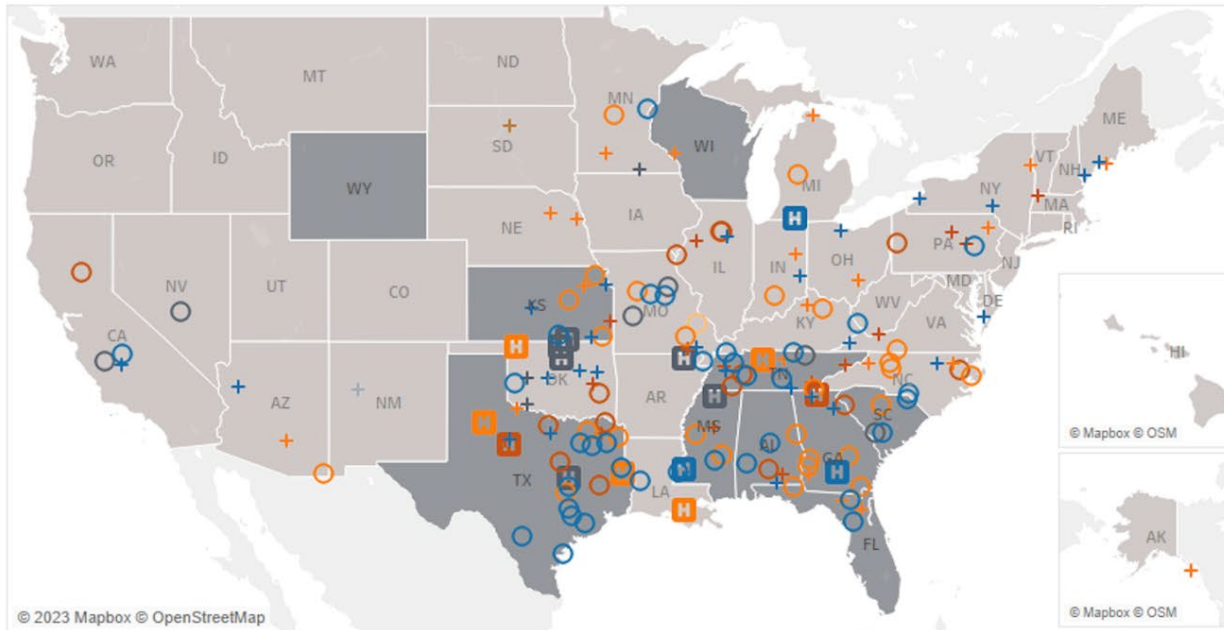 WA
MT
ND
MN
ME
OR
ID
SD
WI
VT
NH
WY
MI
NY
MA
RI
IA
NE
PA
NV
UT
CO
IL
IN
OH
NJ
MD
DE
CA
KS
MO
WV
VA
KY
AZ
NM
OK
AR
TN
NC
SC
MS
AL
GA
TX
LA
FL
H
H
H
H
H
H
H
H
H
H
H
H
H
H
HI
© Mapbox © OSM
AK
© Mapbox © OSM
© 2023 Mapbox © OpenStreetMap